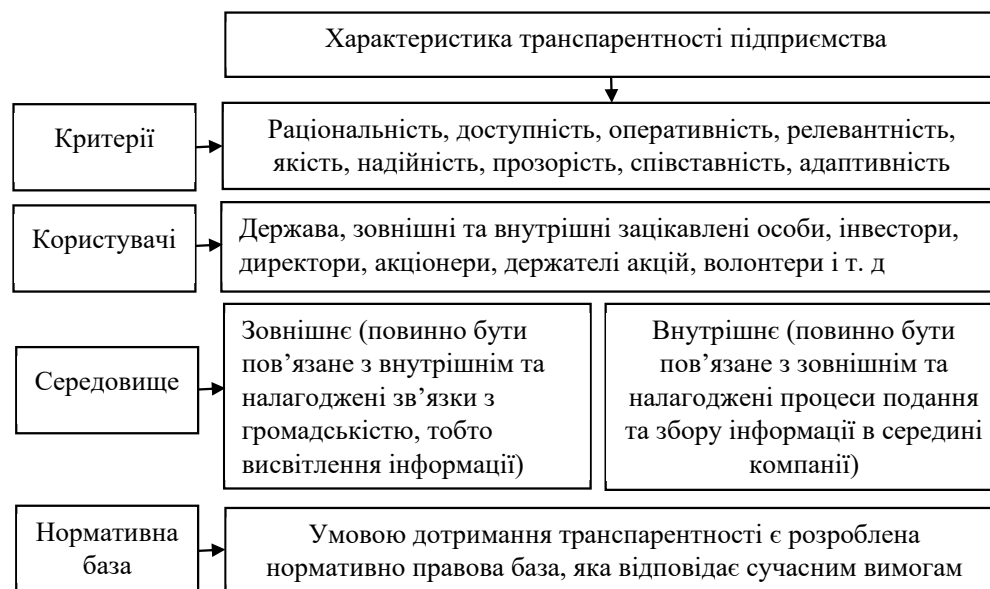 Характеристика транспарентності підприємства
Критерії
Раціональність, доступність, оперативність, релевантність,
якість, надійність, прозорість, співставність, адаптивність
Користувачі
Держава, зовнішні та внутрішні зацікавлені особи, інвестори,
директори, акціонери, держателі акцій, волонтери і т. д
Середовище
Зовнішнє (повинно бути
пов’язане з внутрішнім та
налагоджені зв’язки з
громадськістю, тобто
висвітлення інформації)
Внутрішнє (повинно бути
пов’язане з зовнішнім та
налагоджені процеси подання
та збору інформації в середині
компанії)
Нормативна
база
Умовою дотримання транспарентності є розроблена
нормативно правова база, яка відповідає сучасним вимогам